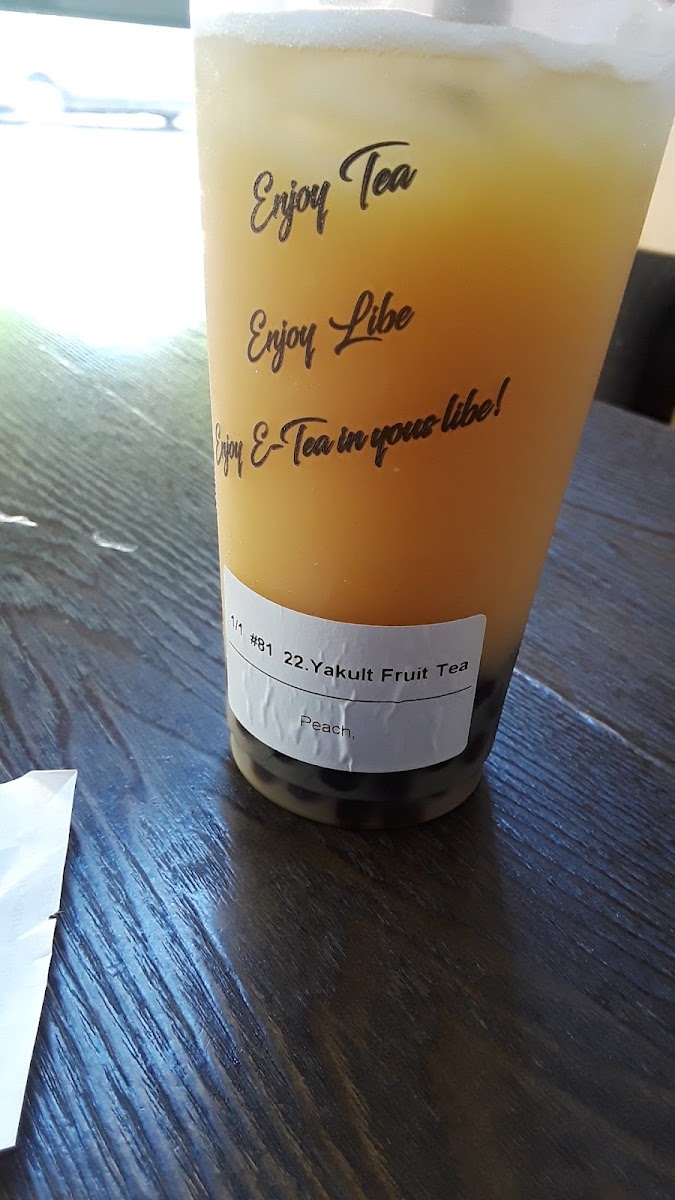 Enjoy Tea
Enjoy Libe
Enjoy E-Tea in your libe!
1/1 #81 22.Yakult Fruit Tea
Peach,